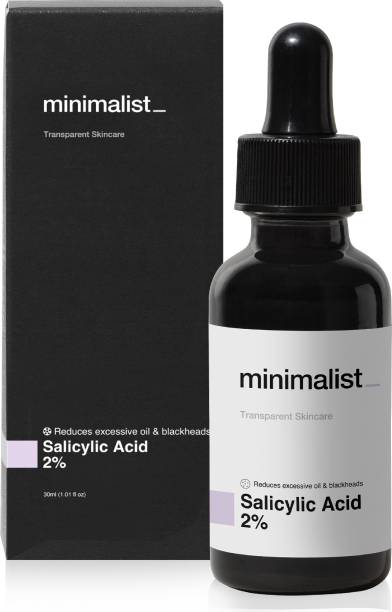 minimalist_
Transparent Skincare
Reduces excessive oil & blackheads
Salicylic Acid
2%
30ml (1.01 fl oz)
minimalist_
Transparent Skincare
Reduces excessive oil & blackheads
Salicylic Acid
2%